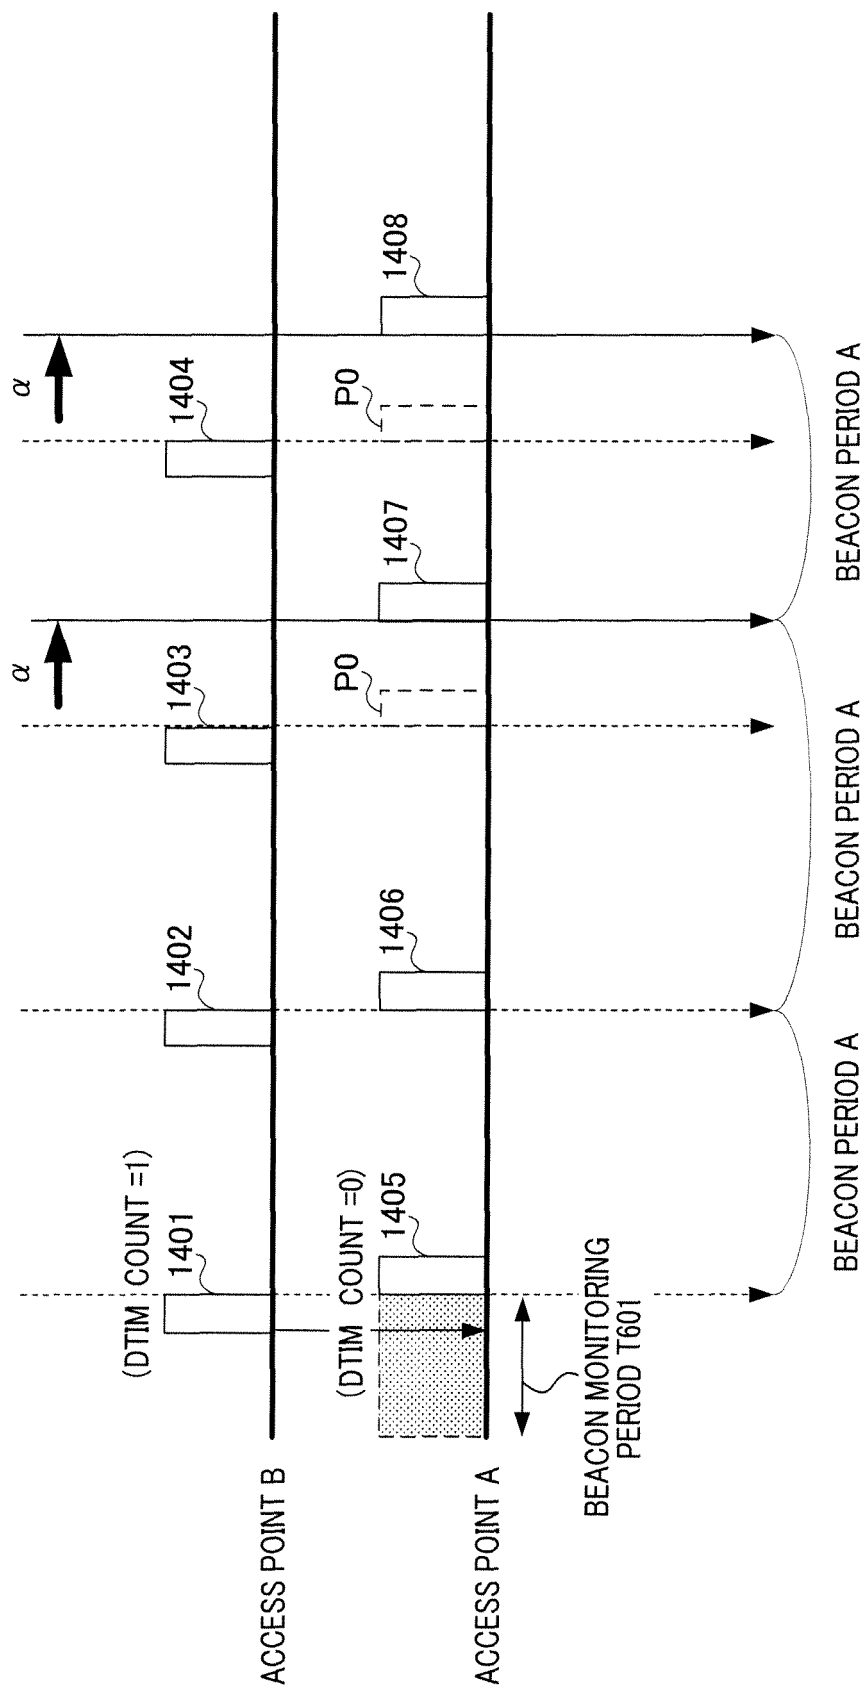 α
α
(DTIM COUNT =1)
1401
1402
1403
1404
ACCESS POINT B
(DTIM COUNT =0)
1405
1406
P0
1407
P0
1408
ACCESS POINT A
BEACON MONITORING
PERIOD T601
BEACON PERIOD A
BEACON PERIOD A
BEACON PERIOD A